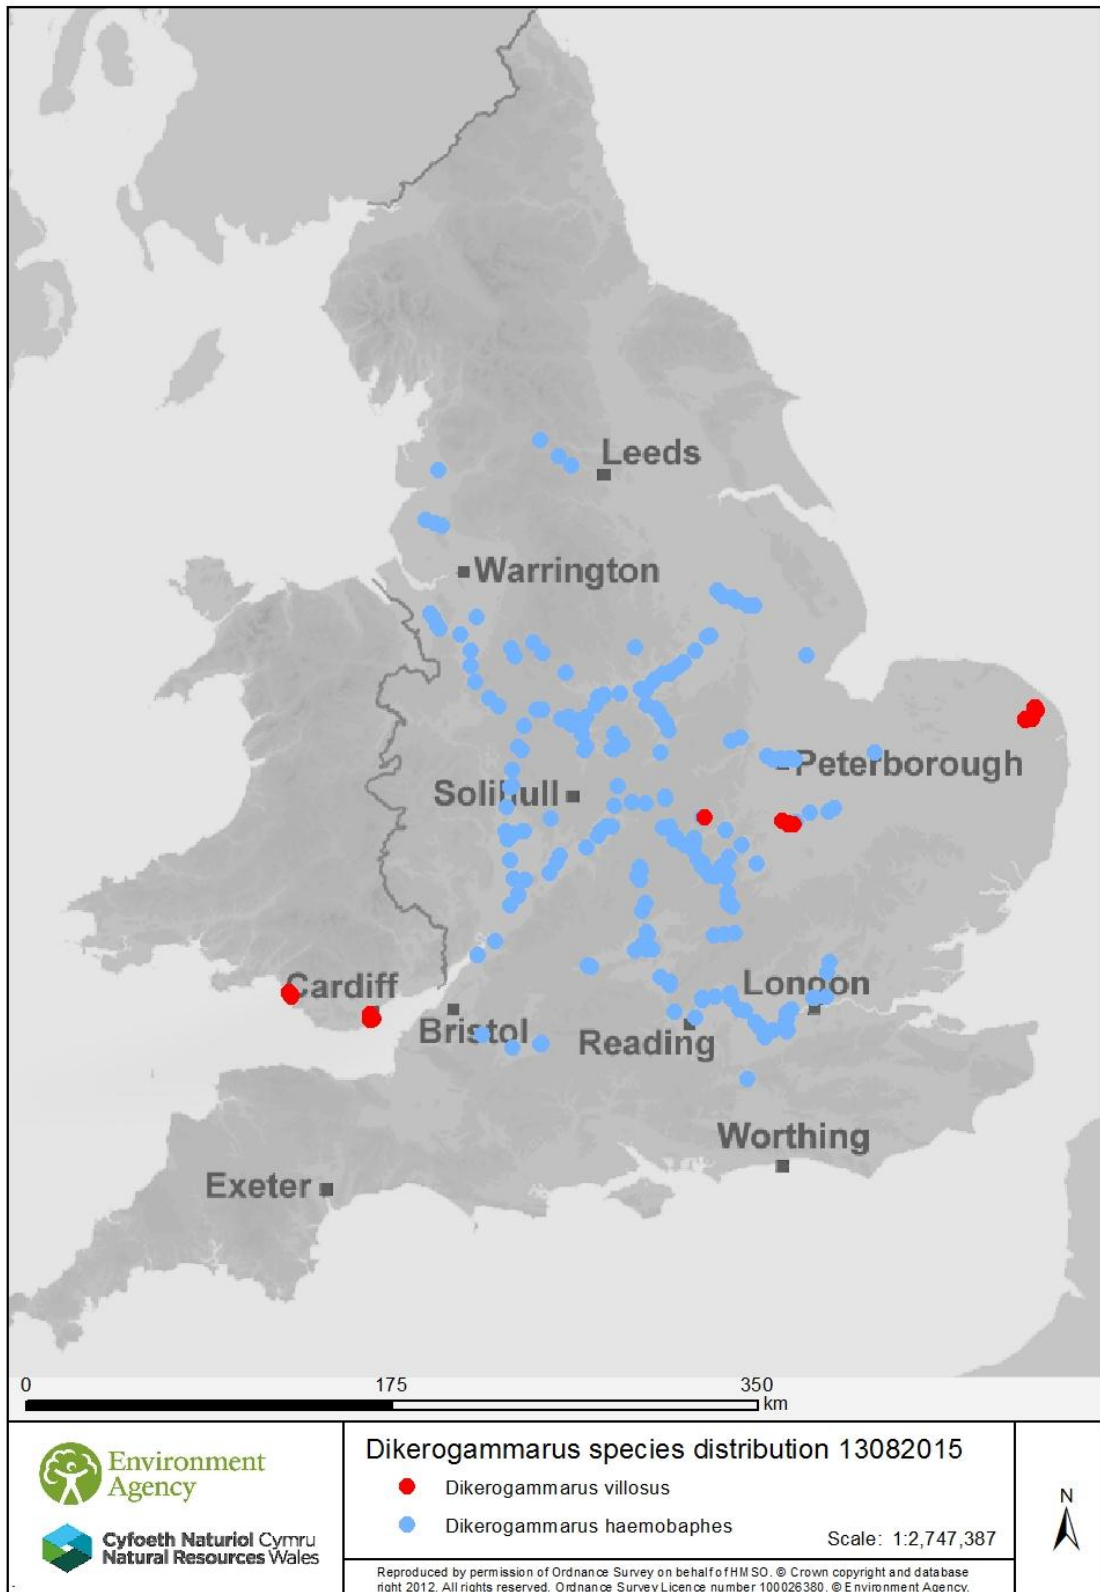 Leeds
Warrington
Peterborough
Solihull
Cardiff
London
Bristol
Reading
Worthing
Exeter
0 175 350
km
Environment
Agency
Cyfoeth Naturiol Cymru
Natural Resources Wales
Dikerogammarus species distribution 13082015
Dikerogammarus villosus
Dikerogammarus haemobaphes
Scale: 1:2,747,387
N
Reproduced by permission of Ordnance Survey on behalf of HMSO. © Crown copyright and database
right 2012. All rights reserved. Ordnance Survey Licence number 100026380. © Environment Agency.